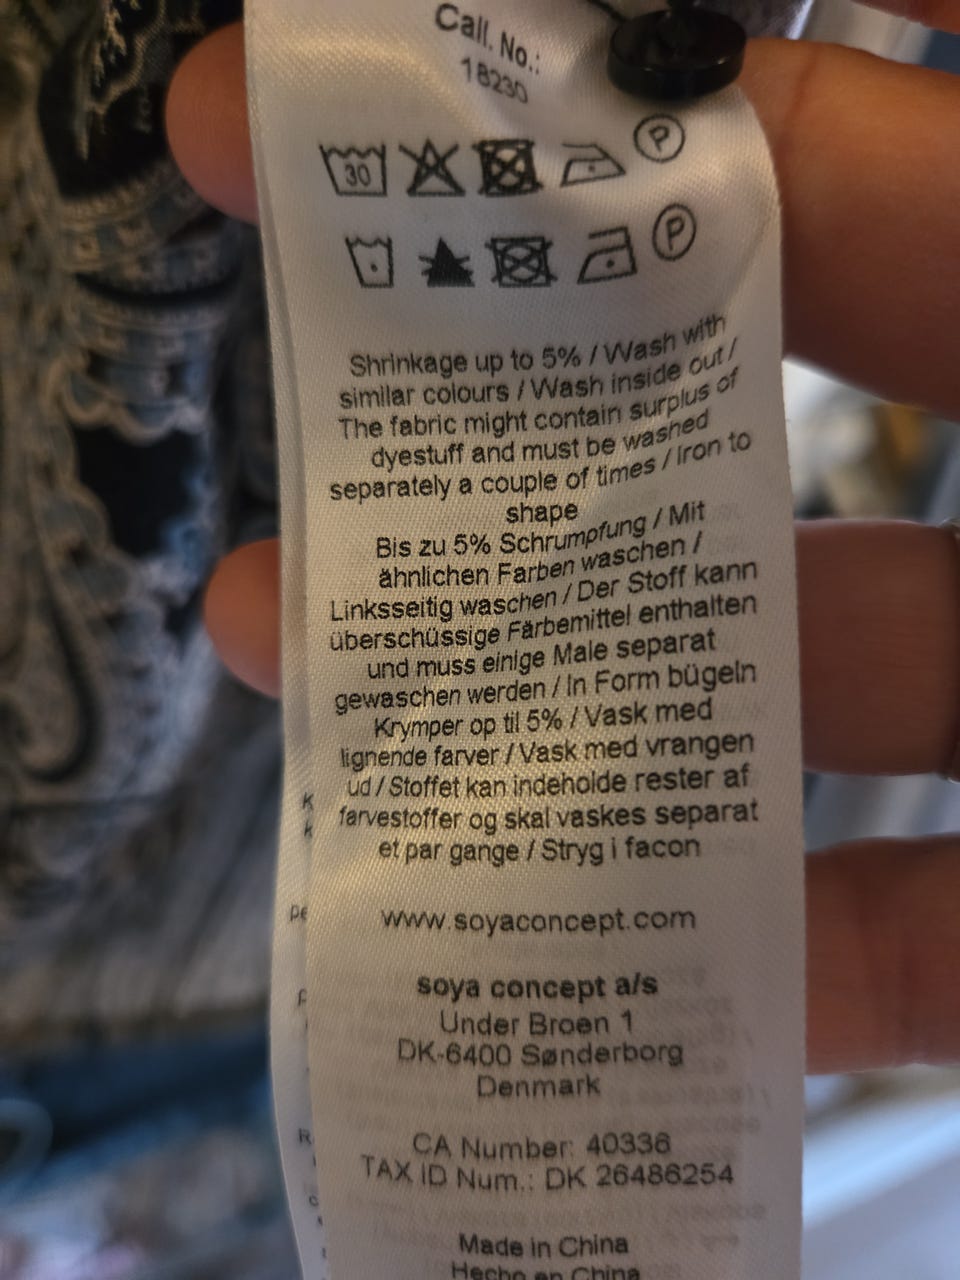 Call. No.:
18230
30
P
P
Shrinkage up to 5% / Wash with
similar colours / Wash inside out /
The fabric might contain surplus of
dyestuff and must be washed
separately a couple of times / Iron to
shape
Bis zu 5% Schrumpfung / Mit
ähnlichen Farben waschen /
Linksseitig waschen / Der Stoff kann
überschüssige Färbemittel enthalten
und muss einige Male separat
gewaschen werden / In Form bügeln
Krymper op til 5% / Vask med
lignende farver / Vask med vrangen
ud / Stoffet kan indeholde rester af
farvestoffer og skal vaskes separat
et par gange / Stryg i facon
www.soyaconcept.com
soya concept a/s
Under Broen 1
DK-6400 Sønderborg
Denmark
CA Number: 40336
TAX ID Num.: DK 26486254
Made in China
Hecho en China